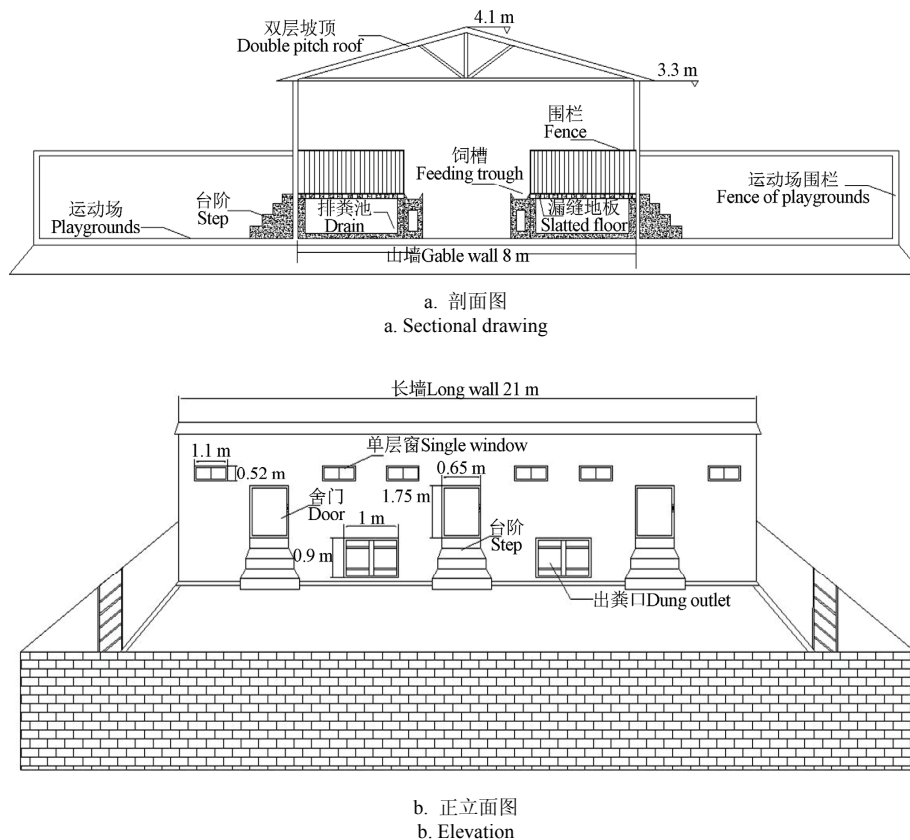 4.1 m
双层坡顶
Double pitch roof
3.3 m
围栏
Fence
饲槽
Feeding trough
运动场围栏
Fence of playgrounds
台阶
Step
运动场
Playgrounds
排粪池
Drain
漏缝地板
Slatted floor
山墙Gable wall 8 m
a. 剖面图
a. Sectional drawing
长墙Long wall 21 m
单层窗Single window
1.1 m
0.52 m
0.65 m
1.75 m
舍门
Door
1 m
台阶
Step
0.9 m
出粪口Dung outlet
b. 正立面图
b. Elevation